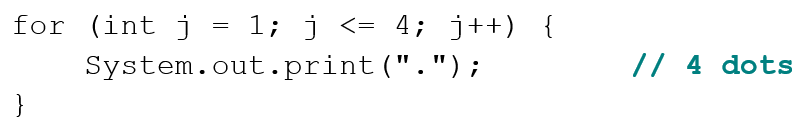 for (int j = 1; j <= 4; j++) {
    System.out.print(".");        // 4 dots
}